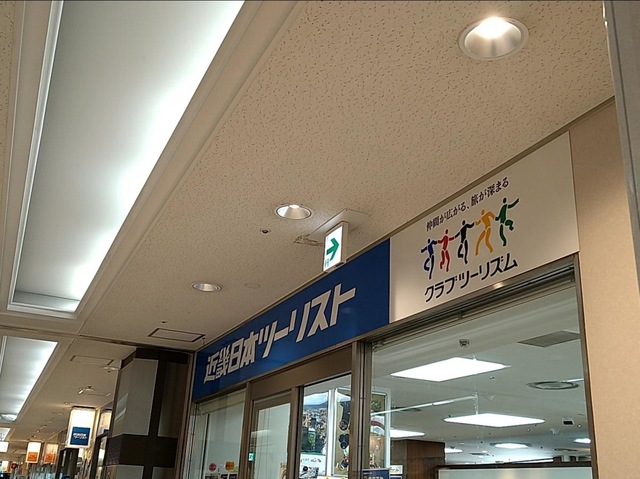 仲間が広がる、旅が深まる
クラブツーリズム
近畿日本ツーリスト